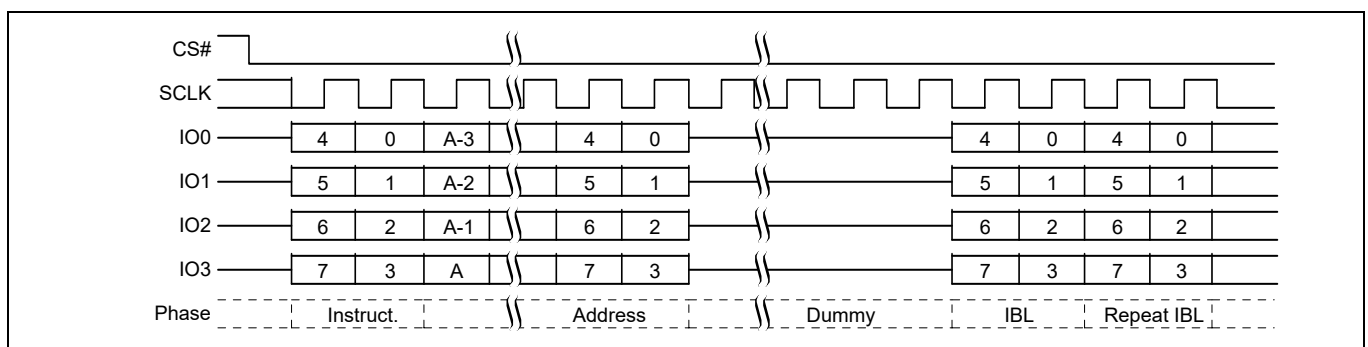 CS#
SCLK
IO0 4 0 A-3 4 0 4 0 4 0
IO1 5 1 A-2 5 1 5 1 5 1
IO2 6 2 A-1 6 2 6 2 6 2
IO3 7 3 A 7 3 7 3 7 3
Phase Instruct. Address Dummy IBL Repeat IBL